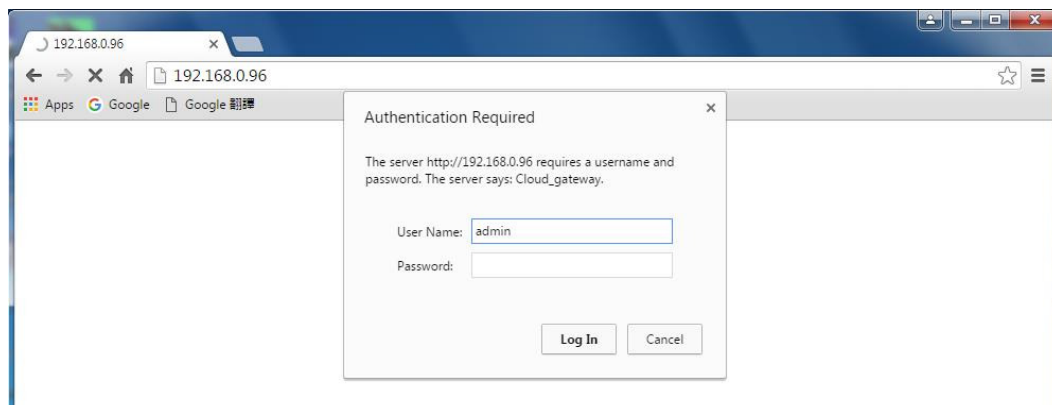 192.168.0.96
192.168.0.96
Apps Google Google 翻譯
Authentication Required
The server http://192.168.0.96 requires a username and
password. The server says: Cloud_gateway.
User Name: admin
Password:
Log In Cancel